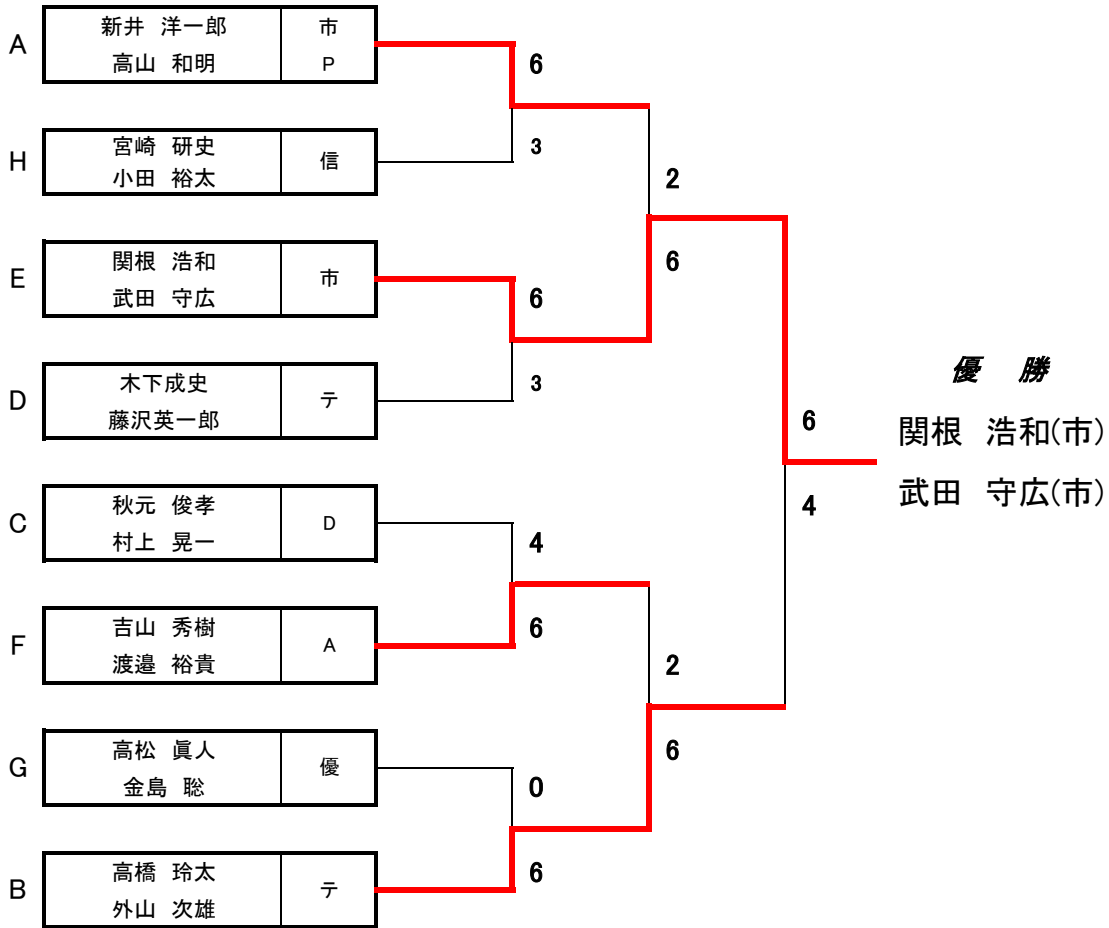 A
新井 洋一郎 市
高山 和明 P
6
H
宮崎 研史
小田 裕太
信
3
2
E
関根 浩和
武田 守広
市
6
6
D
木下成史
藤沢英一郎
テ
3
優 勝
6
関根 浩和(市)
武田 守広(市)
4
C
秋元 俊孝
村上 晃一
D
4
F
吉山 秀樹
渡邉 裕貴
A
6
2
G
高松 眞人
金島 聡
優
0
6
B
高橋 玲太
外山 次雄
テ
6